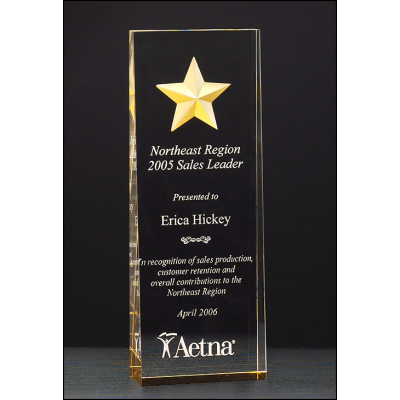 Northeast Region
2005 Sales Leader
Presented to
Erica Hickey
In recognition of sales production,
customer retention and
overall contributions to the
Northeast Region
April 2006
Aetna®